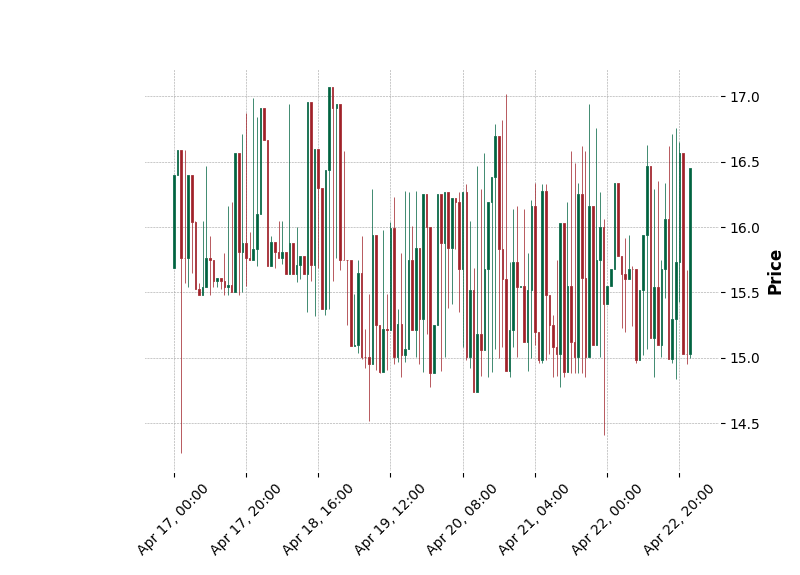 17.0
16.5
16.0
15.5
15.0
14.5
Price
Apr 17, 00:00
Apr 17, 20:00
Apr 18, 16:00
Apr 19, 12:00
Apr 20, 08:00
Apr 21, 04:00
Apr 22, 00:00
Apr 22, 20:00